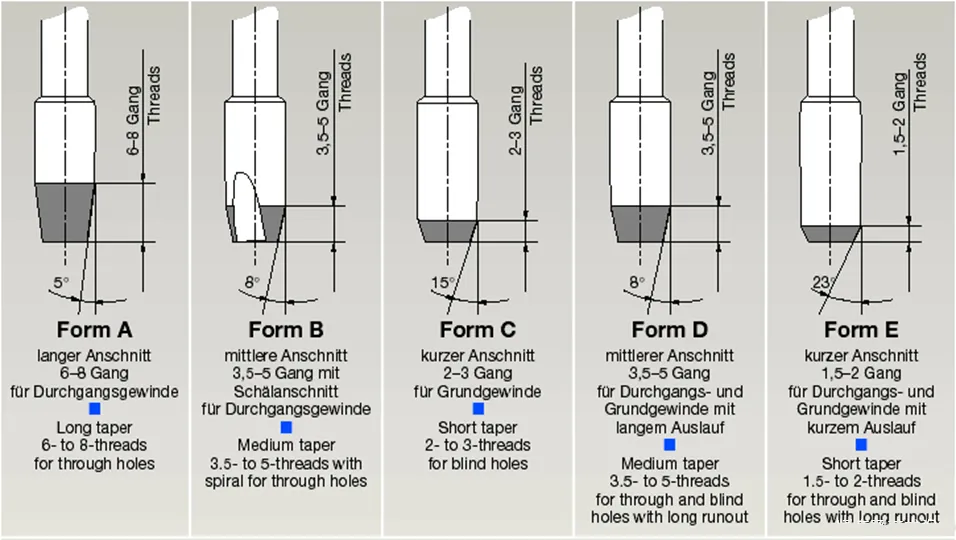 6–8 Gang
Threads
5°
Form A
langer Anschnitt
6–8 Gang
für Durchgangsgewinde
Long taper
6- to 8-threads
for through holes
3,5–5 Gang
Threads
8°
Form B
mittlere Anschnitt
3,5–5 Gang mit
Schälanschnitt
für Durchgangsgewinde
Medium taper
3.5- to 5-threads with
spiral for through holes
2–3 Gang
Threads
15°
Form C
kurzer Anschnitt
2–3 Gang
für Grundgewinde
Short taper
2- to 3-threads
for blind holes
3,5–5 Gang
Threads
8°
Form D
mittlerer Anschnitt
3,5–5 Gang
für Durchgangs- und
Grundgewinde mit
langem Auslauf
Medium taper
3.5- to 5-threads
for through and blind
holes with long runout
1,5–2 Gang
Threads
23°
Form E
kurzer Anschnitt
1,5–2 Gang
für Durchgangs- und
Grundgewinde mit
kurzem Auslauf
Short taper
1.5- to 2-threads
for through and blind
holes with long runout